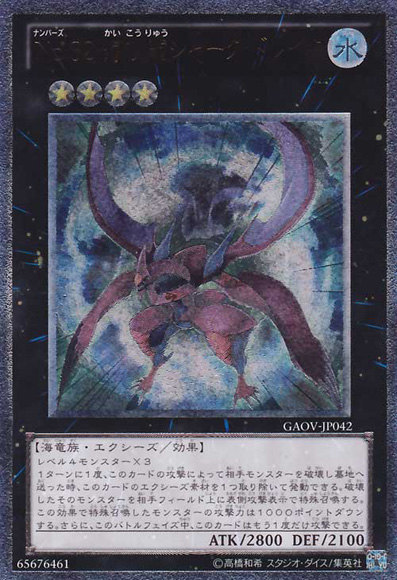 ナンバーズ かいこうりゅう
水
GAOV-JP042
【海竜族・エクシーズ／効果】
レベル4モンスター×3
1ターンに1度、このカードの攻撃によって相手モンスターを破壊し墓地へ
送った時、このカードのエクシーズ素材を1つ取り除いて発動できる。破壊
したそのモンスターを相手フィールド上に表側攻撃表示で特殊召喚する。
この効果で特殊召喚したモンスターの攻撃力は1000ポイントダウン
する。さらに、このバトルフェイズ中、このカードはもう1度だけ攻撃できる。
ATK/2800 DEF/2100
65676461 ©高橋和希 スタジオ・ダイス/集英社